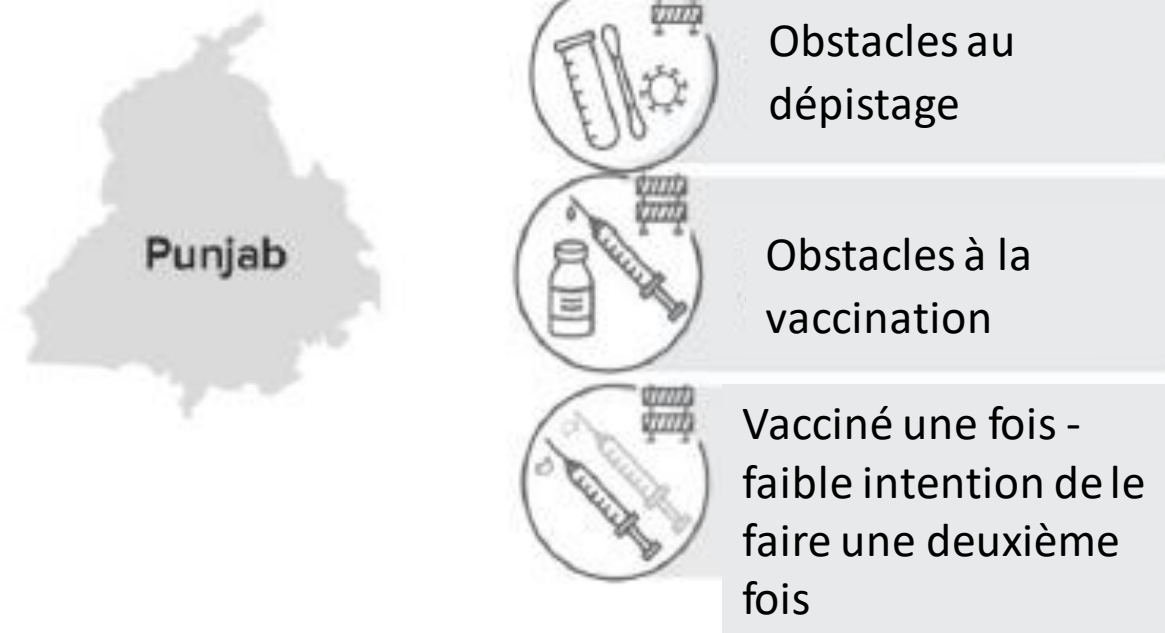 Punjab
Obstacles au
dépistage
Obstacles à la
vaccination
Vacciné une fois -
faible intention de le
faire une deuxième
fois